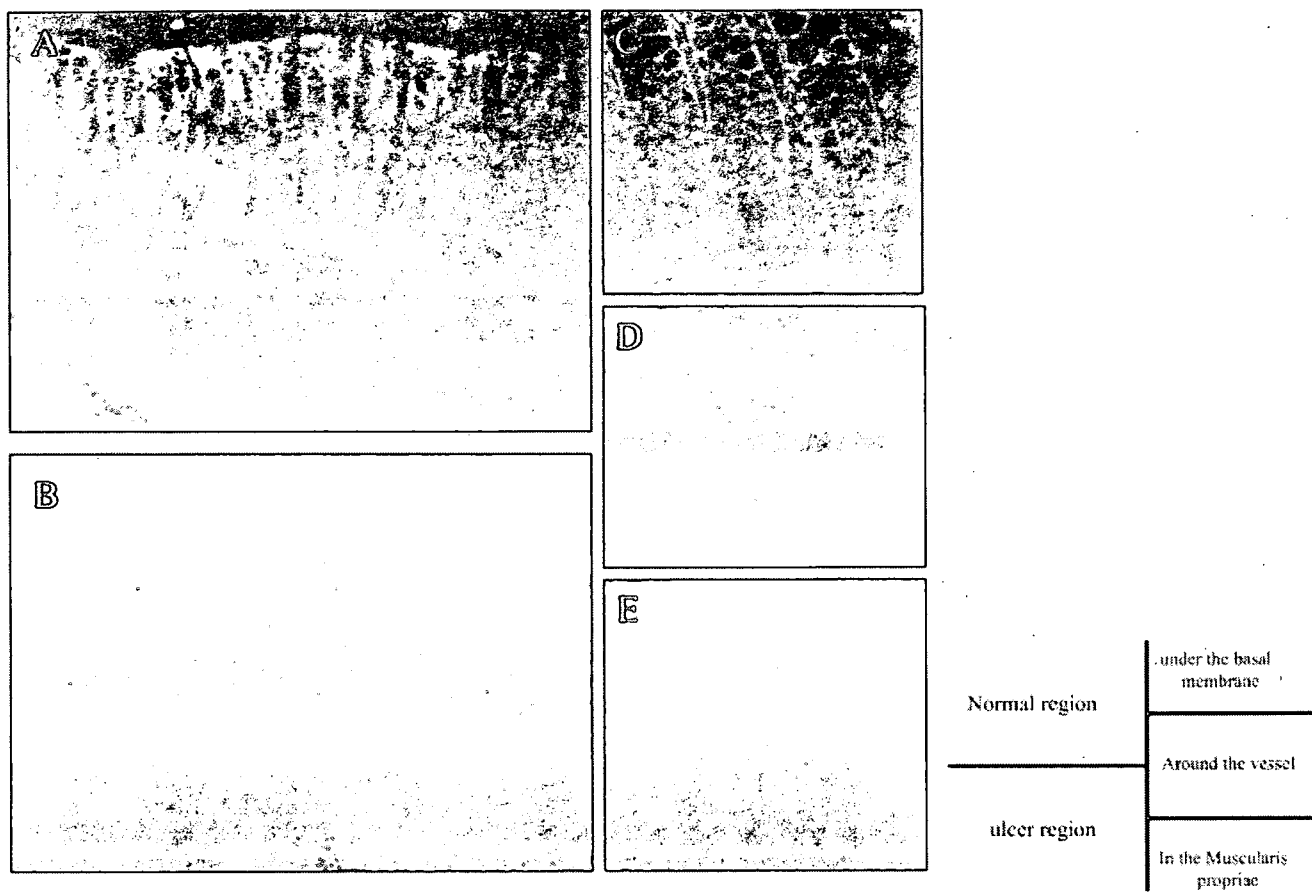 A
C
D
B
E
Normal region
ulcer region
under the basal
membrane
Around the vessel
In the Muscularis
propriae